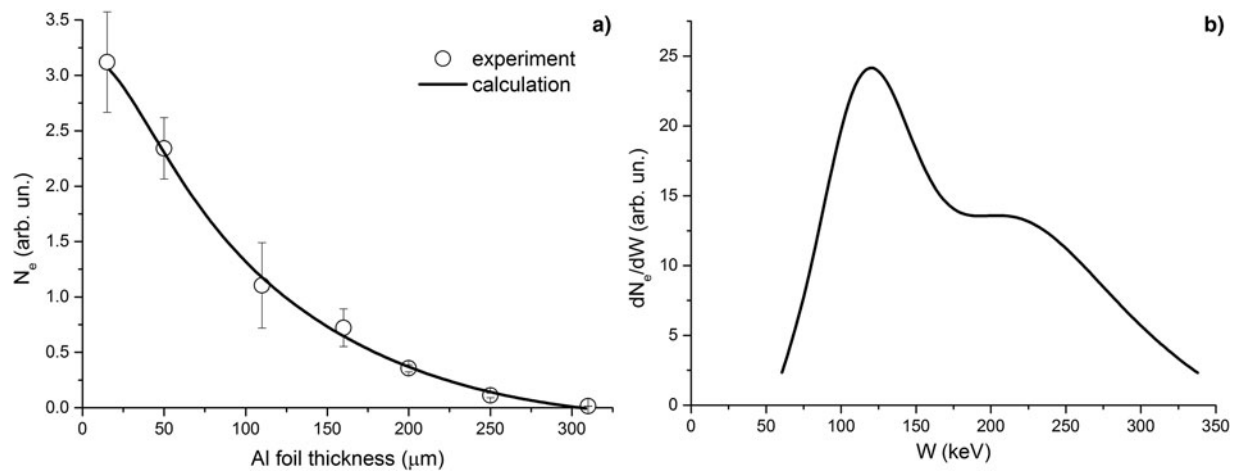 a)
3.5
3.0
2.5
2.0
1.5
1.0
0.5
0.0
Nₑ (arb. un.)
experiment
calculation
0 50 100 150 200 250 300
Al foil thickness (μm)
b)
25
20
15
10
5
0
dNₑ/dW (arb. un.)
0 50 100 150 200 250 300 350
W (keV)